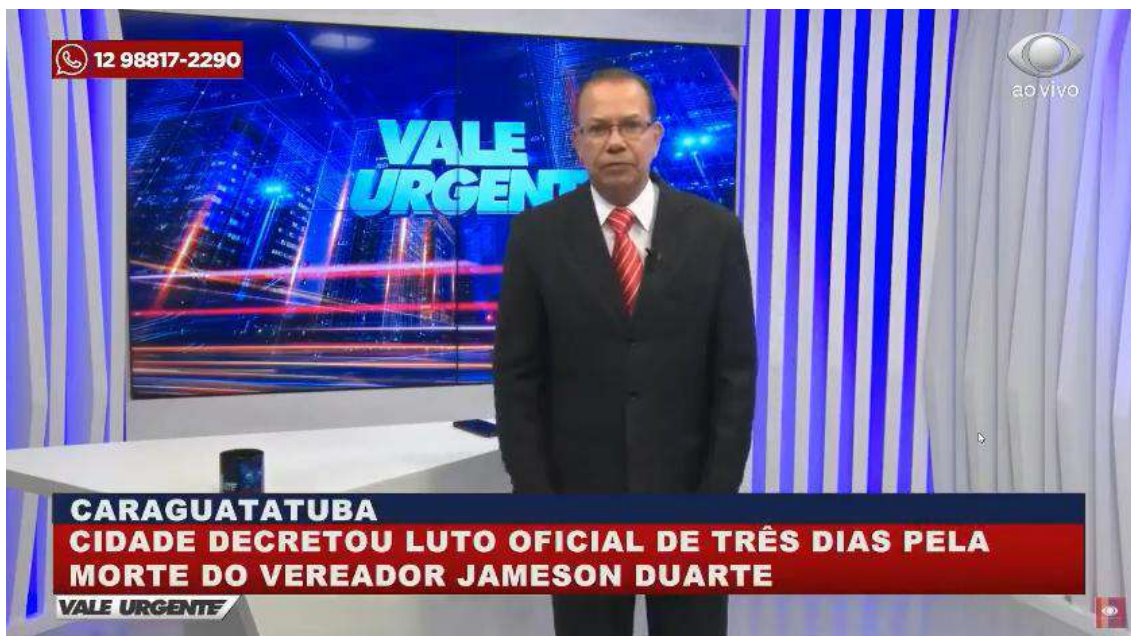 12 98817-2290
ao vivo
VALE
URGENT
CARAGUATATUBA
CIDADE DECRETOU LUTO OFICIAL DE TRÊS DIAS PELA
MORTE DO VEREADOR JAMESON DUARTE
VALE URGENTE